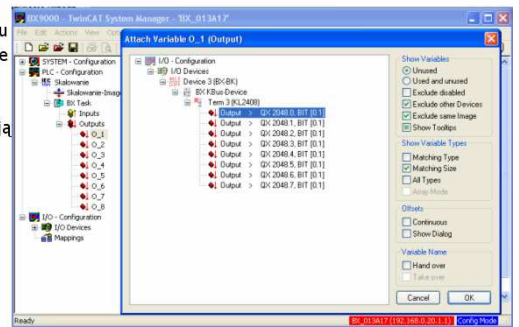 BX9000 - TwinCAT System Manager - 'BX_013A17'
File Edit Actions View Options Help
SYSTEM - Configuration
PLC - Configuration
Skalowanie
Skalowanie-Image
BX Task
Inputs
Outputs
O_1
O_2
O_3
O_4
O_5
O_6
O_7
O_8
I/O - Configuration
I/O Devices
Mappings
Attach Variable O_1 (Output)
I/O - Configuration
I/O Devices
Device 3 (BX-BK)
BX KBus-Device
Term 3 (KL2408)
Output > QX 2048.0, BIT [0.1]
Output > QX 2048.1, BIT [0.1]
Output > QX 2048.2, BIT [0.1]
Output > QX 2048.3, BIT [0.1]
Output > QX 2048.4, BIT [0.1]
Output > QX 2048.5, BIT [0.1]
Output > QX 2048.6, BIT [0.1]
Output > QX 2048.7, BIT [0.1]
Show Variables
Unused
Used and unused
Exclude disabled
Exclude other Devices
Exclude same Image
Show Tooltips
Show Variable Types
Matching Type
Matching Size
All Types
Array Mode
Offsets
Continuous
Show Dialog
Variable Name
Hand over
Take over
Cancel OK
Ready
BX_013A17 (192.168.0.20.1.1) Config Mode
u
e
ją